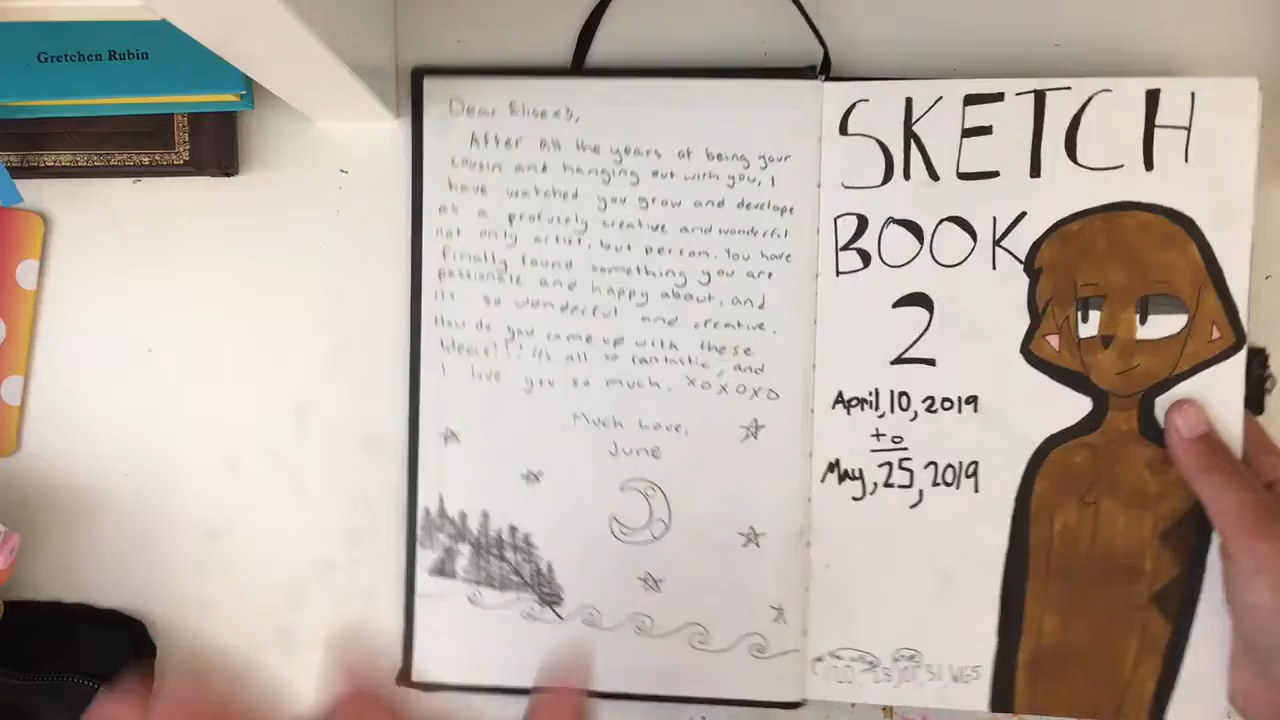 Gretchen Rubin
Dear Elise<3,
After all the years of being your
cousin and hanging out with you, I
have watched you grow and develope
as a profusely creative and wonderful
not only artist, but person. You have
finally found something you are
passionate and happy about, and
its so wonderful and creative.
How do you come up with these
Ideas!?! its all so fantastic, and
I love you so much. XOXOXO
Much Love,
June
SKETCH
BOOK
2
April,10,2019
to
May,25,2019